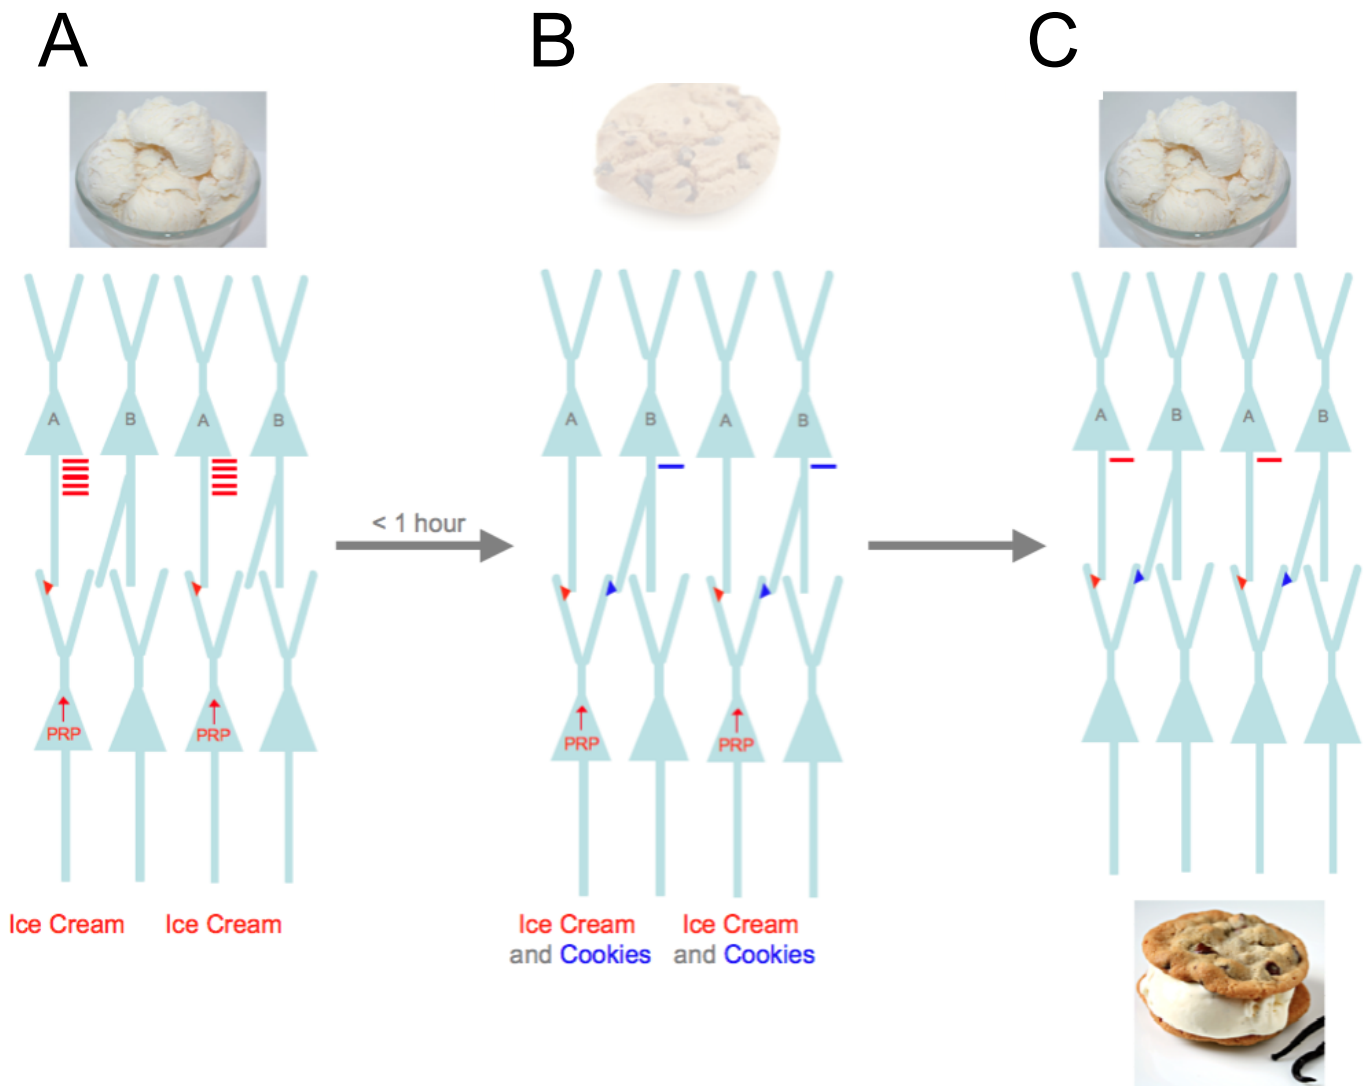 A
B
C
A B A B
A B A B
A B A B
< 1 hour
PRP PRP
PRP PRP
Ice Cream Ice Cream
Ice Cream Ice Cream
and Cookies and Cookies